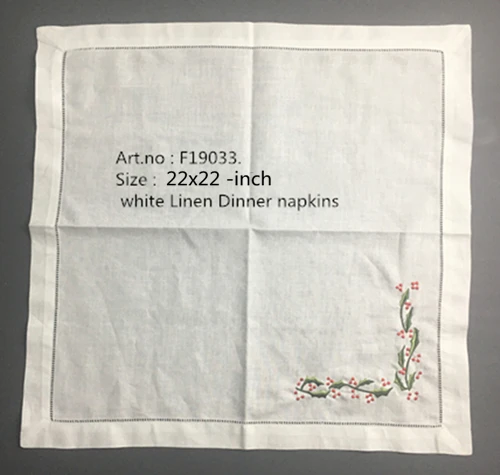 Art.no : F19033.
Size : 22x22 -inch
white Linen Dinner napkins